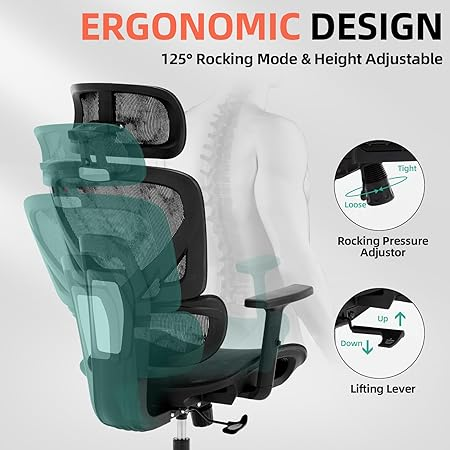 ERGONOMIC DESIGN
125° Rocking Mode & Height Adjustable
Tight
Loose
Rocking Pressure
Adjustor
Up
Down
Lifting Lever